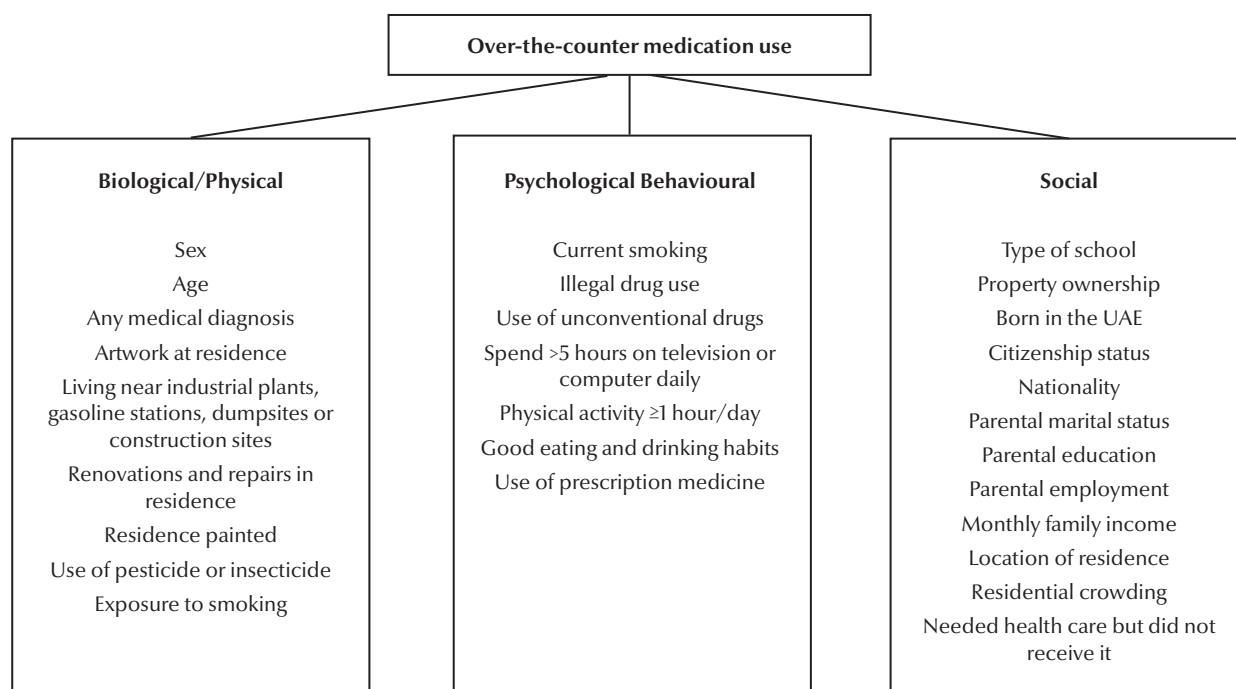 Over-the-counter medication use
Biological/Physical
Sex
Age
Any medical diagnosis
Artwork at residence
Living near industrial plants,
gasoline stations, dumpsites or
construction sites
Renovations and repairs in
residence
Residence painted
Use of pesticide or insecticide
Exposure to smoking
Psychological Behavioural
Current smoking
Illegal drug use
Use of unconventional drugs
Spend >5 hours on television or
computer daily
Physical activity ≥1 hour/day
Good eating and drinking habits
Use of prescription medicine
Social
Type of school
Property ownership
Born in the UAE
Citizenship status
Nationality
Parental marital status
Parental education
Parental employment
Monthly family income
Location of residence
Residential crowding
Needed health care but did not
receive it